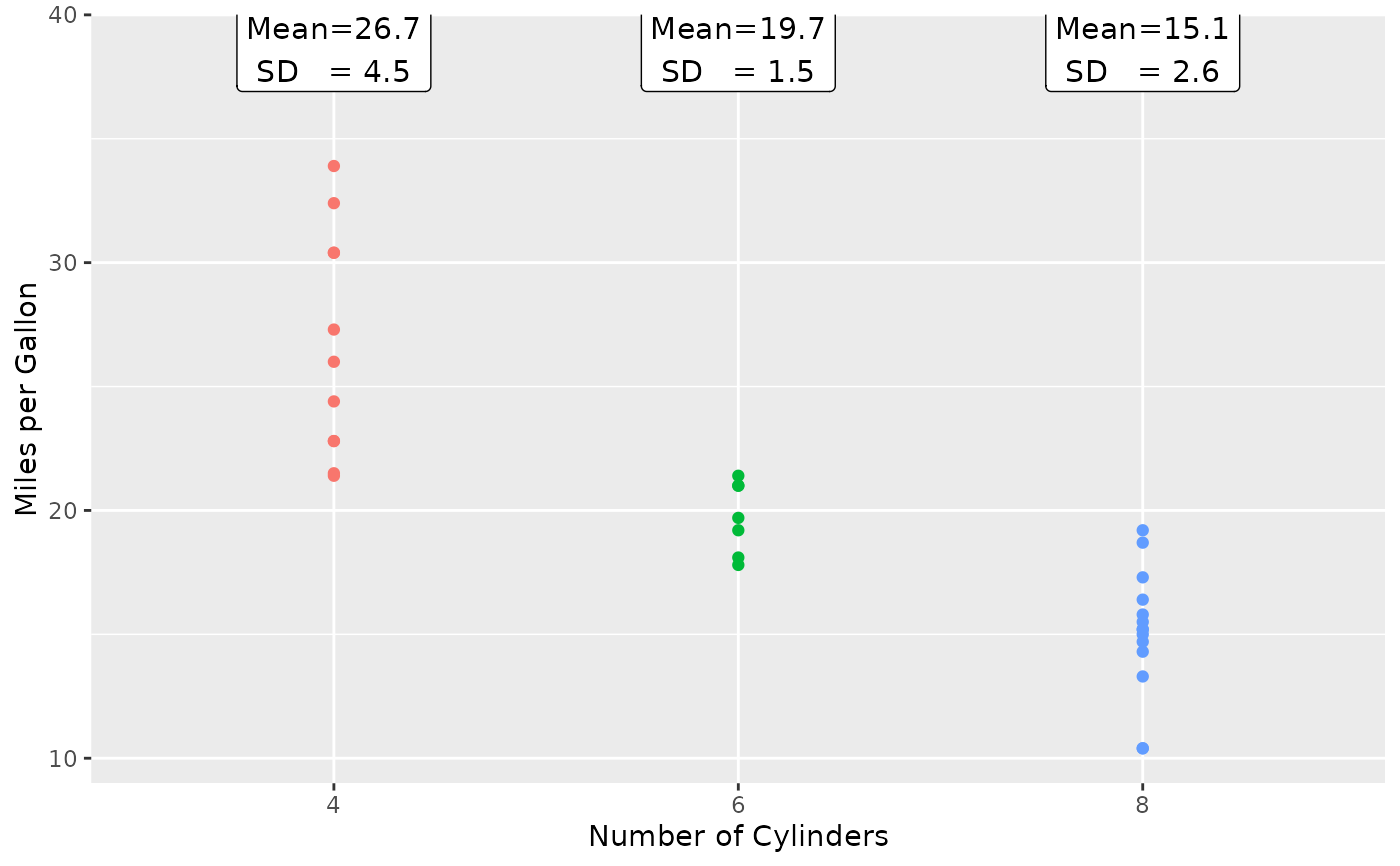 40
Mean=26.7
SD   = 4.5
Mean=19.7
SD   = 1.5
Mean=15.1
SD   = 2.6
30
20
10
Miles per Gallon
4
6
8
Number of Cylinders